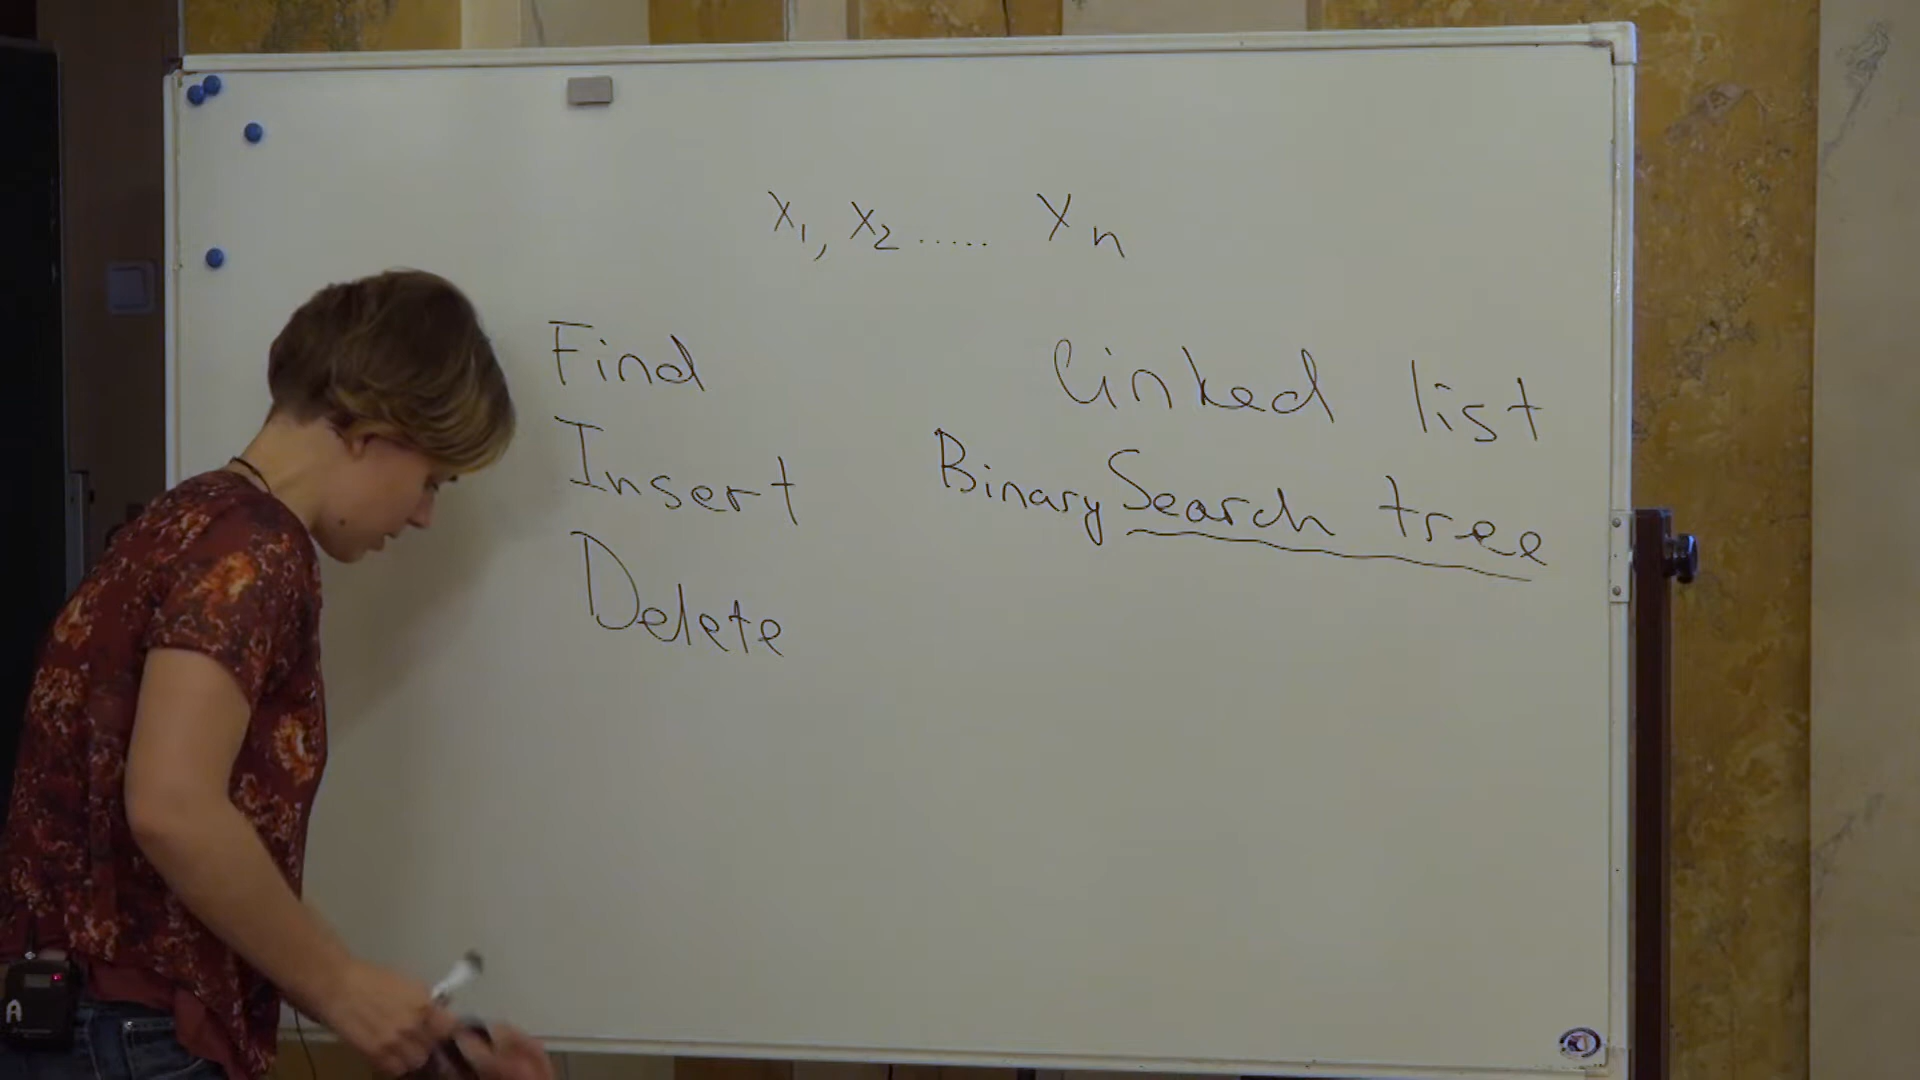 x₁, x₂ ..... xₙ
Find
Insert
Delete
linked list
Binary Search tree
A